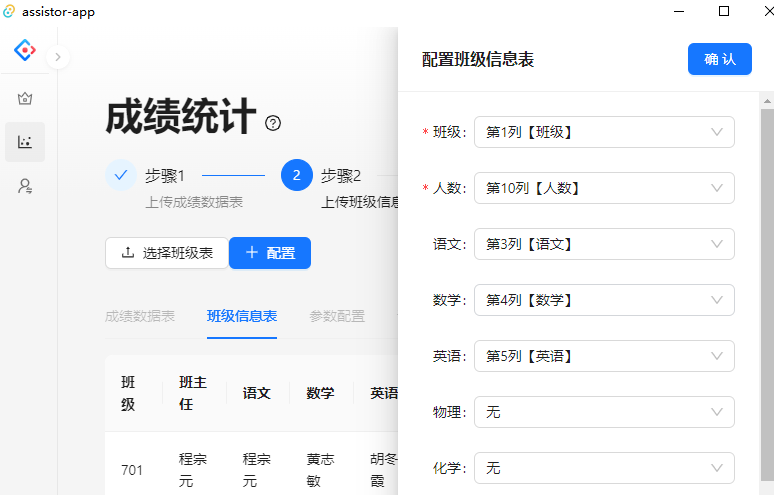 assistor-app
成绩统计
步骤1
2 步骤2
上传成绩数据表
上传班级信息
选择班级表
配置
成绩数据表 班级信息表 参数配置
班级 班主任 语文 数学 英语
701 程宗元 程宗元 黄志敏 胡冬霞
配置班级信息表
确认
* 班级: 第1列【班级】
* 人数: 第10列【人数】
语文: 第3列【语文】
数学: 第4列【数学】
英语: 第5列【英语】
物理: 无
化学: 无